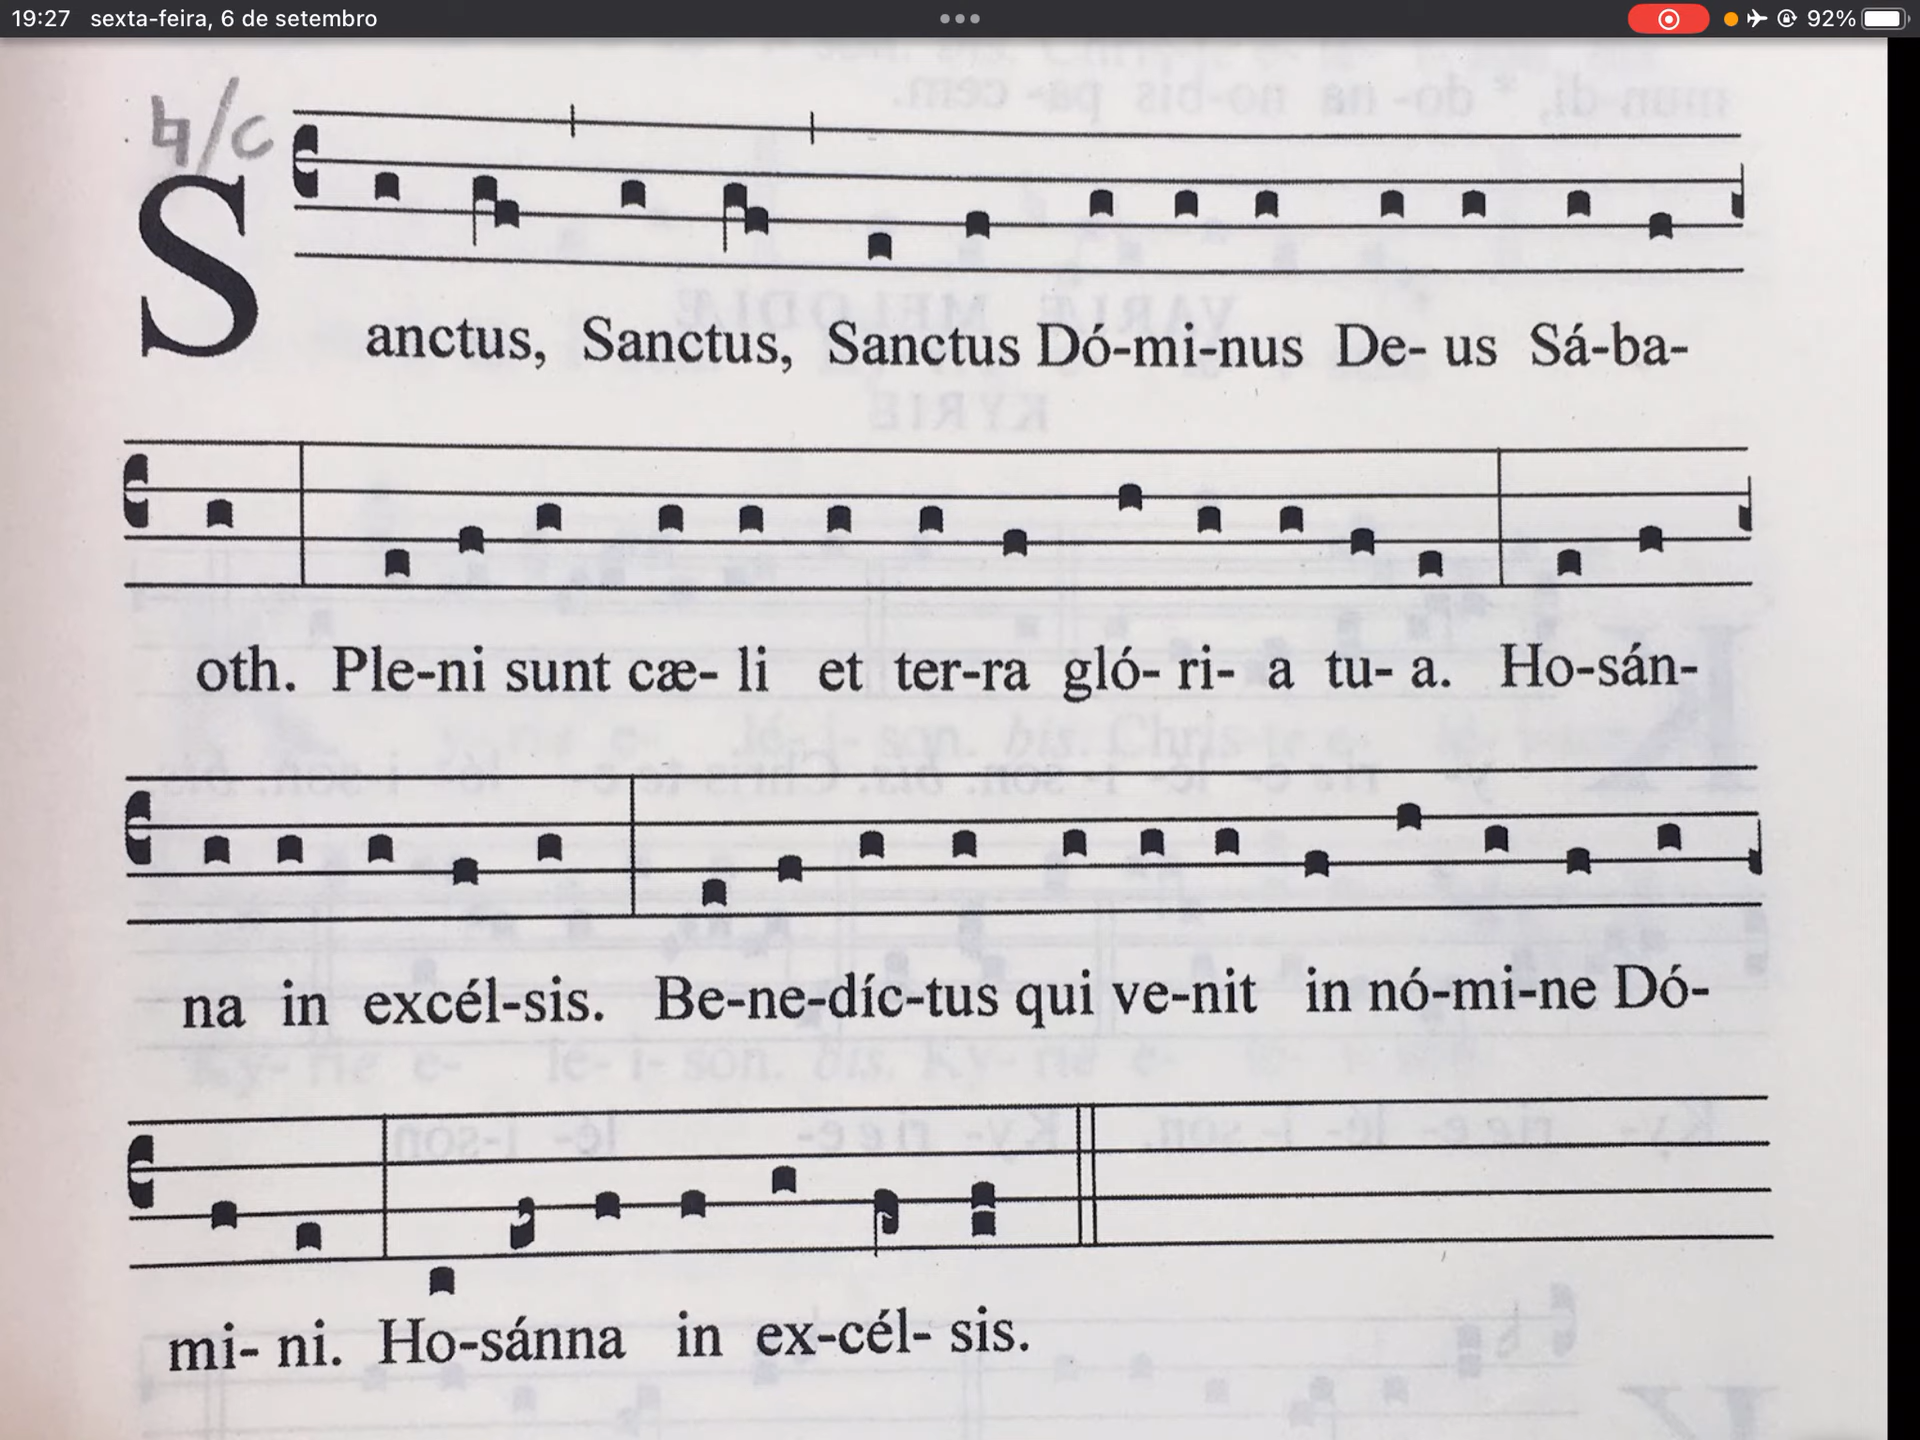 19:27 sexta-feira, 6 de setembro
92%
♮/c
Sanctus, Sanctus, Sanctus Dó-mi-nus De- us Sá-ba-
oth. Ple-ni sunt cæ- li et ter-ra gló- ri- a tu- a. Ho-sán-
na in excél-sis. Be-ne-díc-tus qui ve-nit in nó-mi-ne Dó-
mi- ni. Ho-sánna in ex-cél- sis.